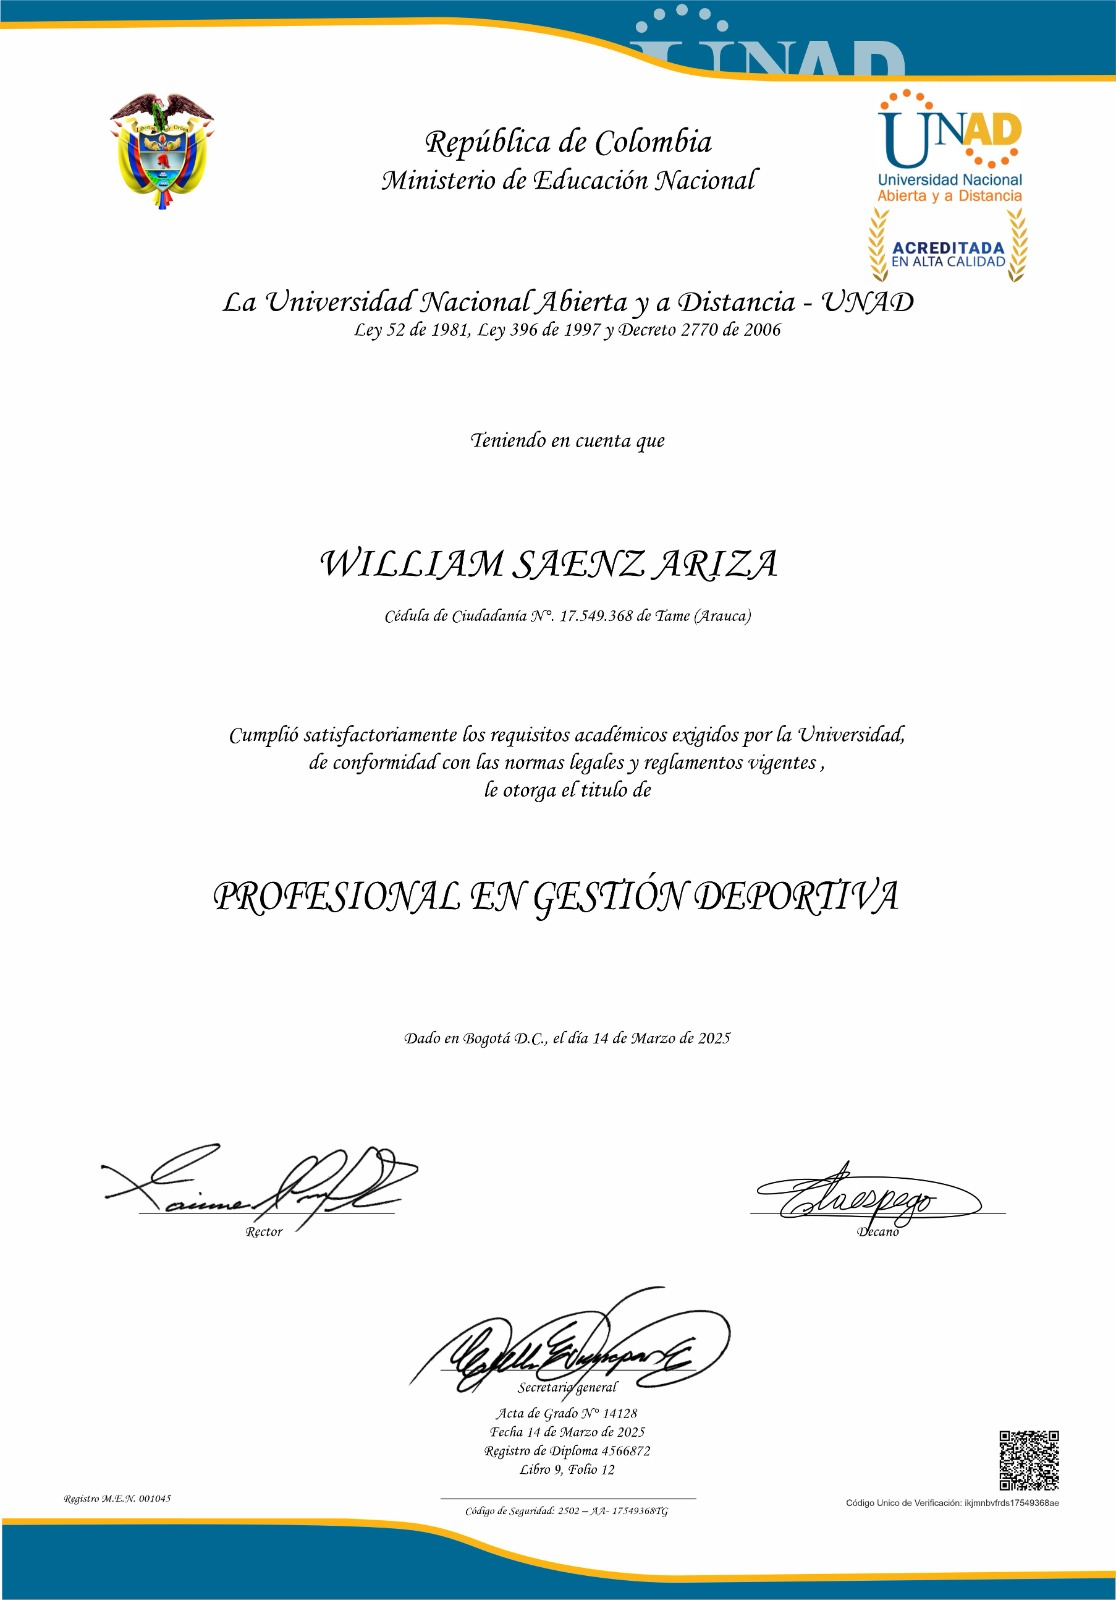 UNAD
República de Colombia
Ministerio de Educación Nacional
UNAD
Universidad Nacional
Abierta y a Distancia
ACREDITADA
EN ALTA CALIDAD
La Universidad Nacional Abierta y a Distancia - UNAD
Ley 52 de 1981, Ley 396 de 1997 y Decreto 2770 de 2006
Teniendo en cuenta que
WILLIAM SAENZ ARIZA
Cédula de Ciudadanía N°. 17.549.368 de Tame (Arauca)
Cumplió satisfactoriamente los requisitos académicos exigidos por la Universidad,
de conformidad con las normas legales y reglamentos vigentes ,
le otorga el titulo de
PROFESIONAL EN GESTIÓN DEPORTIVA
Dado en Bogotá D.C., el día 14 de Marzo de 2025
Rector
Decano
Secretaria general
Acta de Grado N° 14128
Fecha 14 de Marzo de 2025
Registro de Diploma 4566872
Libro 9, Folio 12
Registro M.E.N. 001045
Código de Seguridad: 2502 – AA- 17549368TG
Código Unico de Verificación: ikjmnbvfrds17549368ae